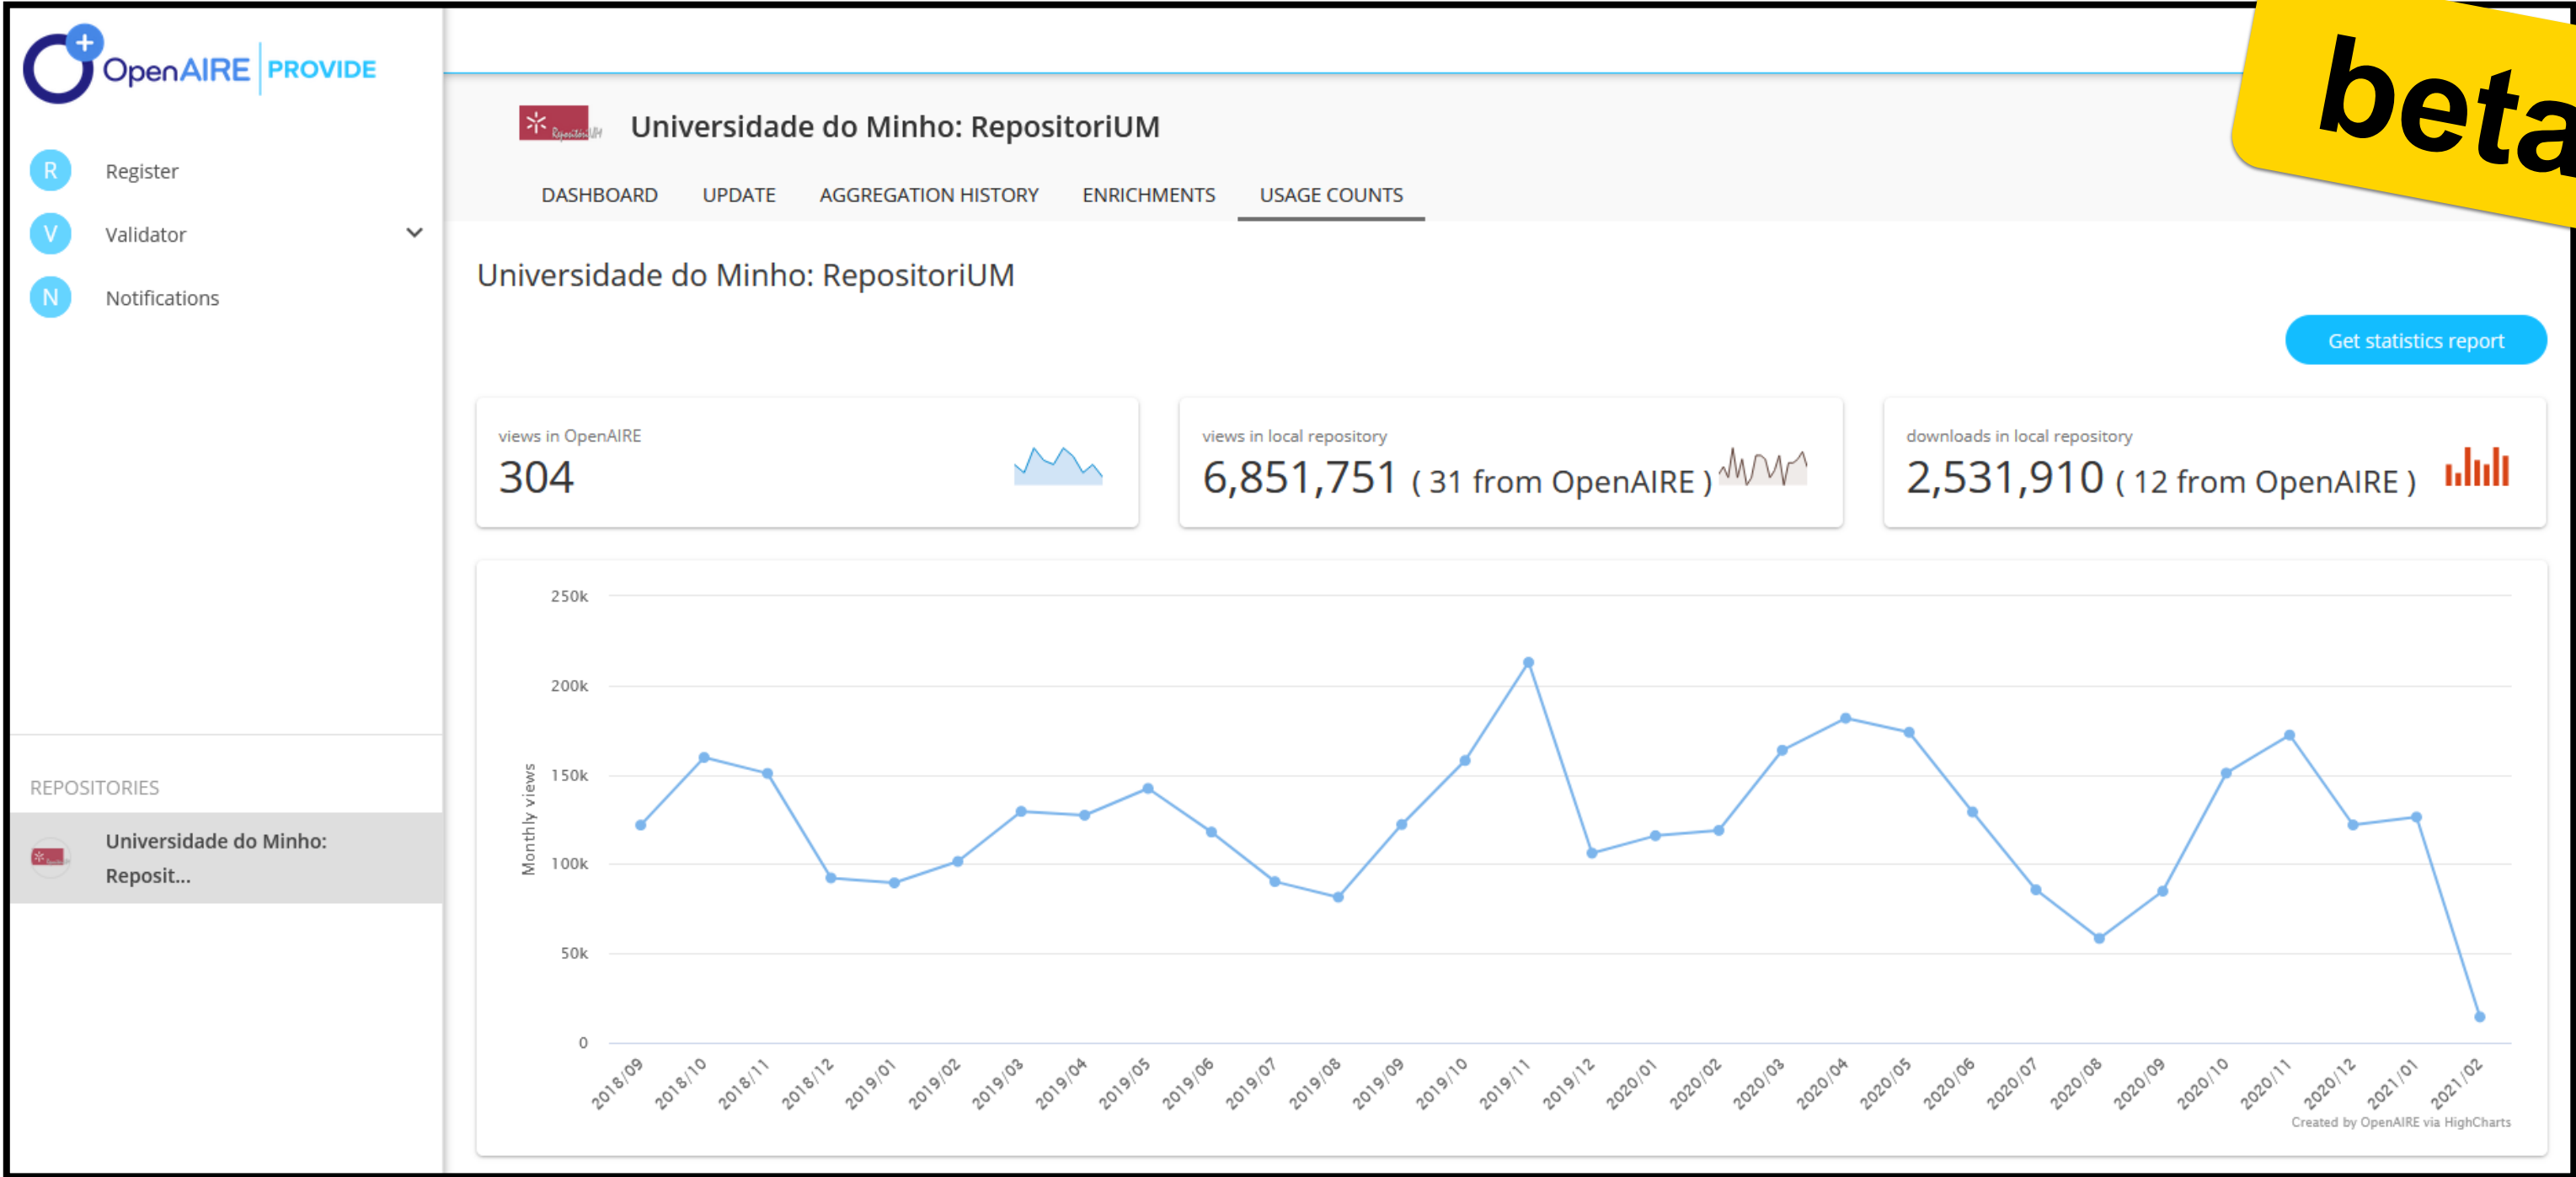 OpenAIRE | PROVIDE
R Register
V Validator
N Notifications
REPOSITORIES
Universidade do Minho:
Reposit...
beta
RepositóriUM
Universidade do Minho: RepositoriUM
DASHBOARD UPDATE AGGREGATION HISTORY ENRICHMENTS USAGE COUNTS
Universidade do Minho: RepositoriUM
Get statistics report
views in OpenAIRE
304
views in local repository
6,851,751 ( 31 from OpenAIRE )
downloads in local repository
2,531,910 ( 12 from OpenAIRE )
Monthly views
250k
200k
150k
100k
50k
0
2018/09 2018/10 2018/11 2018/12 2019/01 2019/02 2019/03 2019/04 2019/05 2019/06 2019/07 2019/08 2019/09 2019/10 2019/11 2019/12 2020/01 2020/02 2020/03 2020/04 2020/05 2020/06 2020/07 2020/08 2020/09 2020/10 2020/11 2020/12 2021/01 2021/02
Created by OpenAIRE via HighCharts